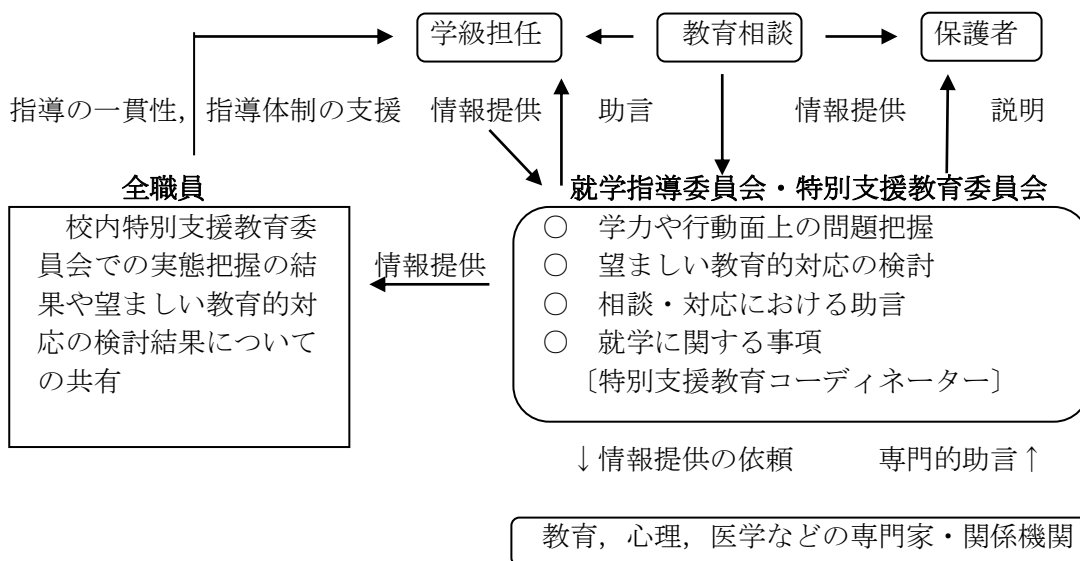 学級担任 教育相談 保護者
指導の一貫性，指導体制の支援 情報提供 助言 情報提供 説明
全職員 就学指導委員会・特別支援教育委員会
校内特別支援教育委
員会での実態把握の結
果や望ましい教育的対
応の検討結果について
の共有
情報提供
○ 学力や行動面上の問題把握
○ 望ましい教育的対応の検討
○ 相談・対応における助言
○ 就学に関する事項
〔特別支援教育コーディネーター〕
↓情報提供の依頼 専門的助言↑
教育，心理，医学などの専門家・関係機関